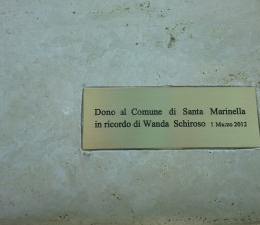 Dono al Comune di Santa Marinella
in ricordo di Wanda Schiroso 1 Marzo 2012